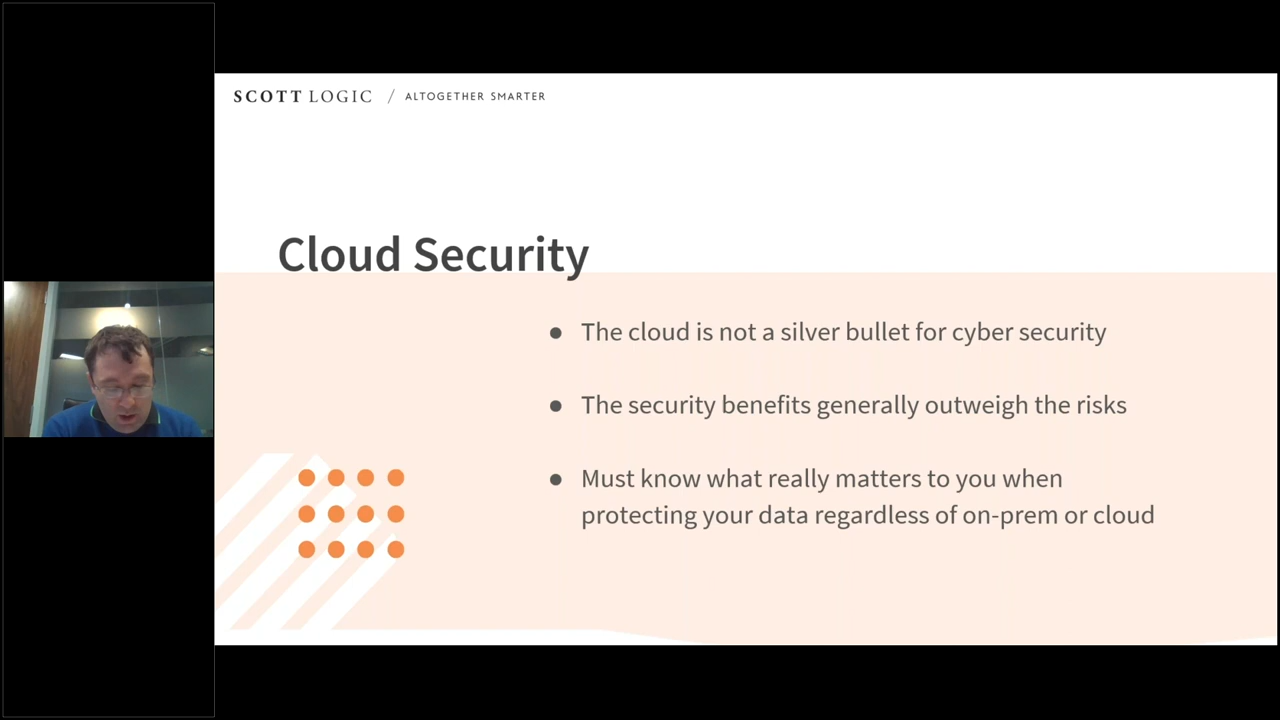 SCOTT LOGIC / ALTOGETHER SMARTER
Cloud Security
● The cloud is not a silver bullet for cyber security
● The security benefits generally outweigh the risks
● Must know what really matters to you when
protecting your data regardless of on-prem or cloud